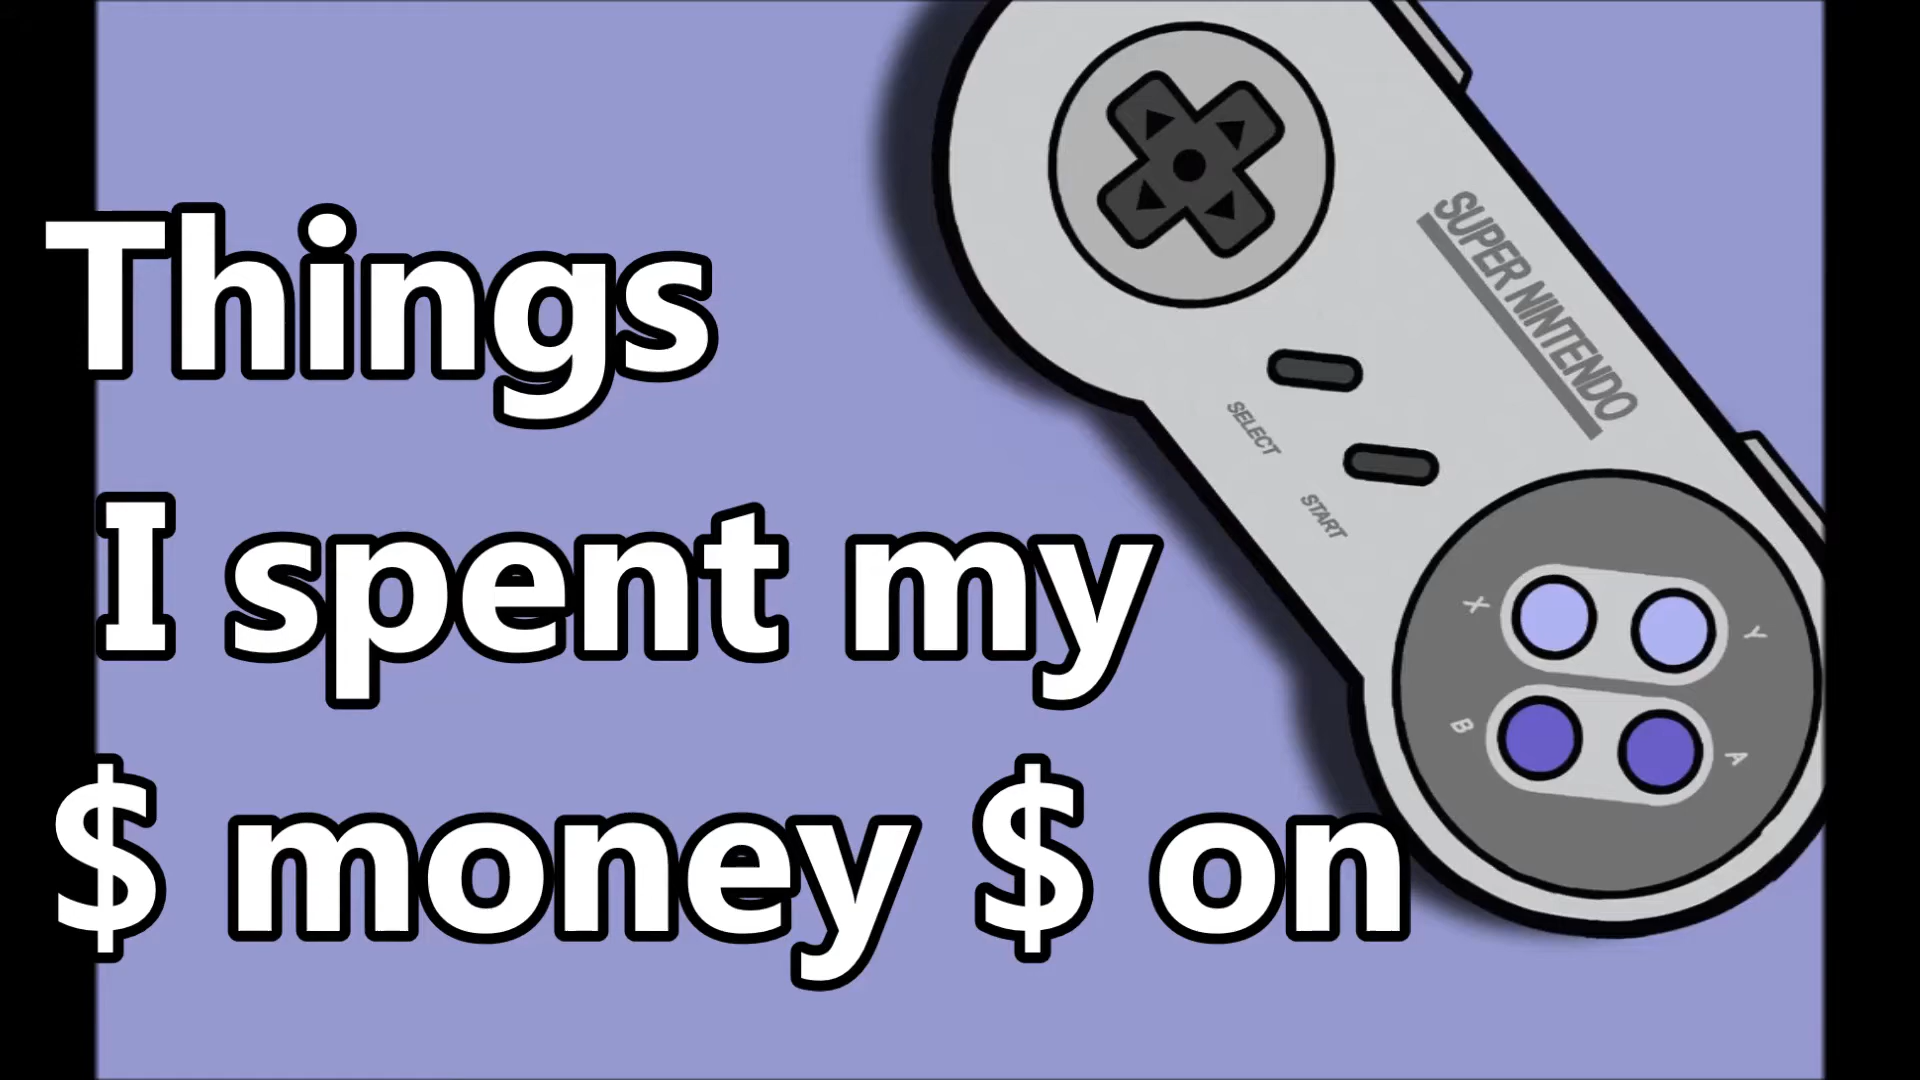 Things
I spent my
$ money $ on
SUPER NINTENDO
SELECT
START
X
Y
B
A